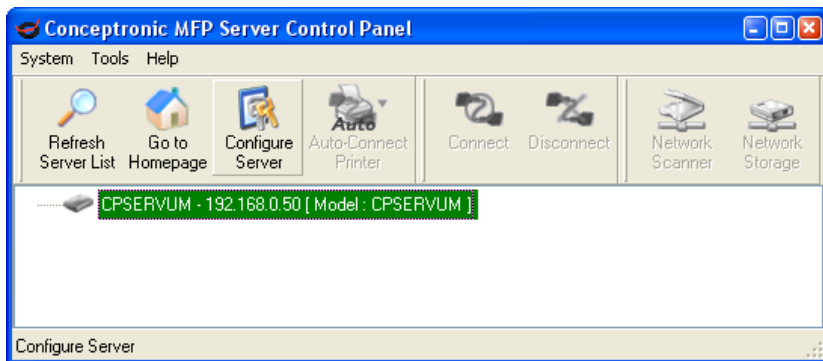 Conceptronic MFP Server Control Panel
System Tools Help
Refresh Server List
Go to Homepage
Configure Server
Auto
Auto-Connect Printer
Connect
Disconnect
Network Scanner
Network Storage
CPSERVUM - 192.168.0.50 [ Model : CPSERVUM ]
Configure Server